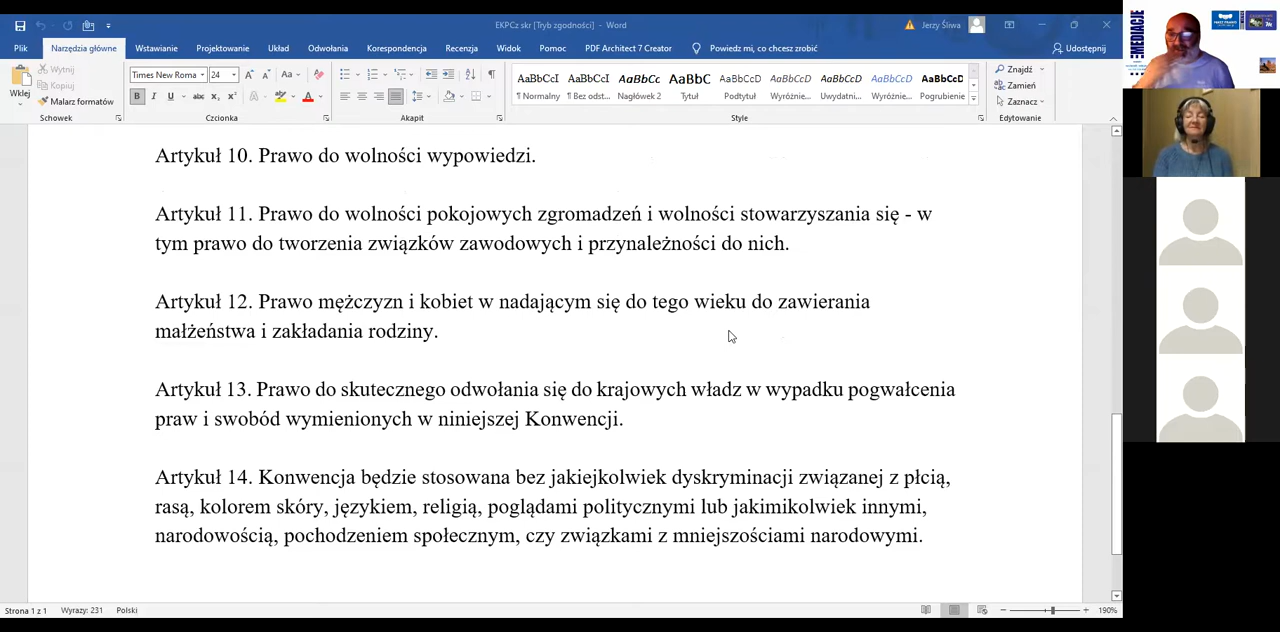 EKPCz skr [Tryb zgodności] - Word
Jerzy Śliwa
Plik Narzędzia główne Wstawianie Projektowanie Układ Odwołania Korespondencja Recenzja Widok Pomoc PDF Architect 7 Creator Powiedz mi, co chcesz zrobić Udostępnij
Wklej
Wytnij
Kopiuj
Malarz formatów
Schowek
Times New Roma 24
Czcionka
Akapit
AaBbCcI AaBbCcI AaBbCc AaBbC AaBbCcD AaBbCcD AaBbCcD AaBbCcD AaBbCcD
¶ Normalny ¶ Bez odst... Nagłówek 2 Tytuł Podtytuł Wyróżnie... Uwydatni... Wyróżnie... Pogrubienie
Style
Znajdź
Zamień
Zaznacz
Edytowanie
Artykuł 10. Prawo do wolności wypowiedzi.
Artykuł 11. Prawo do wolności pokojowych zgromadzeń i wolności stowarzyszania się - w
tym prawo do tworzenia związków zawodowych i przynależności do nich.
Artykuł 12. Prawo mężczyzn i kobiet w nadającym się do tego wieku do zawierania
małżeństwa i zakładania rodziny.
Artykuł 13. Prawo do skutecznego odwołania się do krajowych władz w wypadku pogwałcenia
praw i swobód wymienionych w niniejszej Konwencji.
Artykuł 14. Konwencja będzie stosowana bez jakiejkolwiek dyskryminacji związanej z płcią,
rasą, kolorem skóry, językiem, religią, poglądami politycznymi lub jakimikolwiek innymi,
narodowością, pochodzeniem społecznym, czy związkami z mniejszościami narodowymi.
Strona 1 z 1 Wyrazy: 231 Polski
190%
MEDIACJE